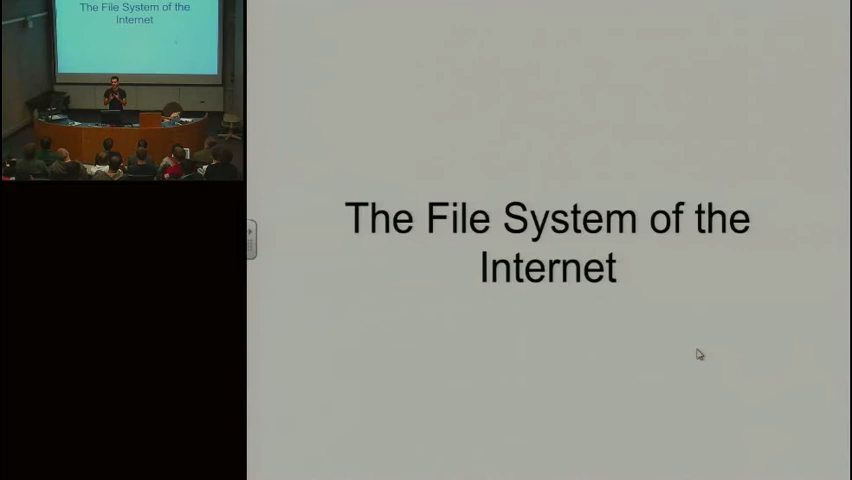 The File System of the
Internet
The File System of the
Internet